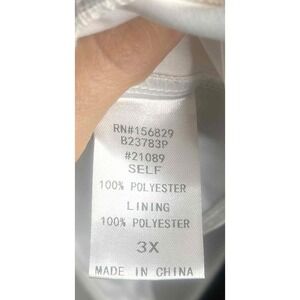 RN#156829
B23783P
#21089
SELF
100% POLYESTER
LINING
100% POLYESTER
3X
MADE IN CHINA